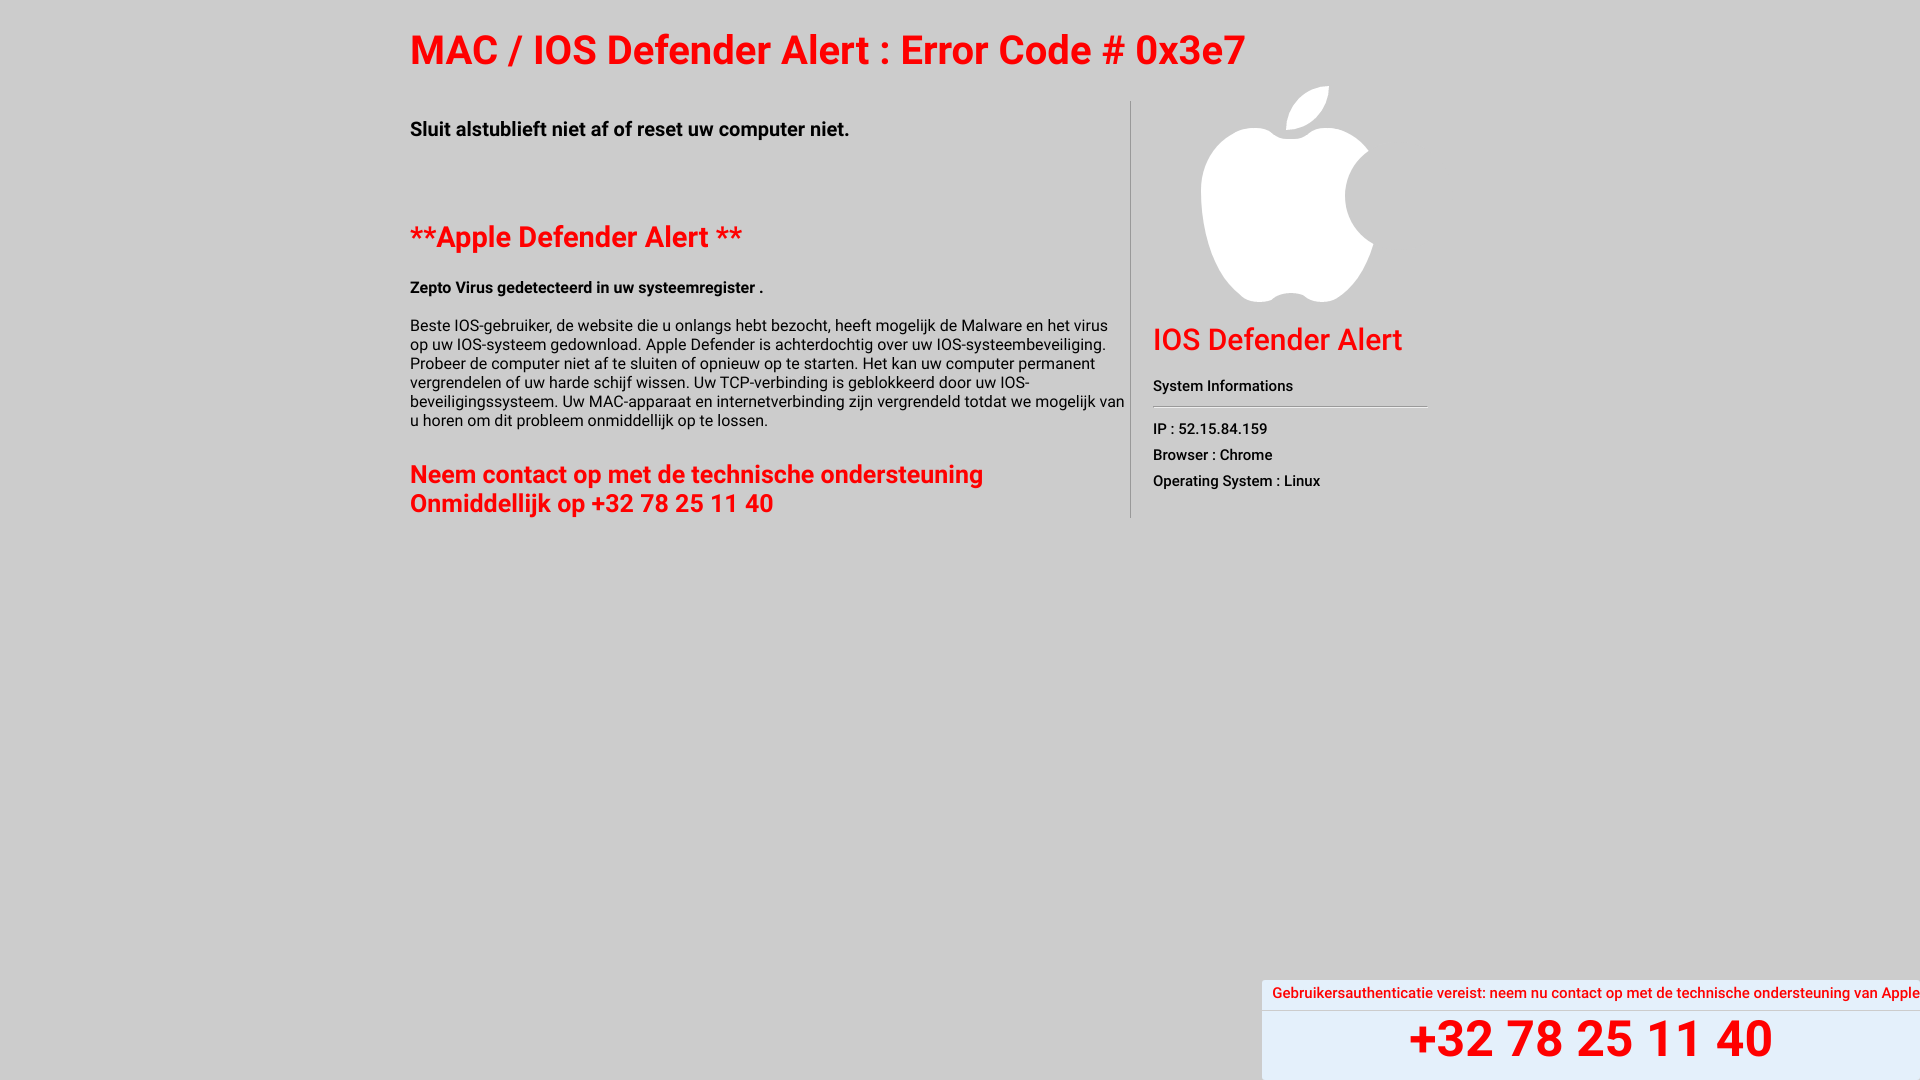 MAC / IOS Defender Alert : Error Code # 0x3e7
Sluit alstublieft niet af of reset uw computer niet.
**Apple Defender Alert **
Zepto Virus gedetecteerd in uw systeemregister .
Beste IOS-gebruiker, de website die u onlangs hebt bezocht, heeft mogelijk de Malware en het virus
op uw IOS-systeem gedownload. Apple Defender is achterdochtig over uw IOS-systeembeveiliging.
Probeer de computer niet af te sluiten of opnieuw op te starten. Het kan uw computer permanent
vergrendelen of uw harde schijf wissen. Uw TCP-verbinding is geblokkeerd door uw IOS-
beveiligingssysteem. Uw MAC-apparaat en internetverbinding zijn vergrendeld totdat we mogelijk van
u horen om dit probleem onmiddellijk op te lossen.
Neem contact op met de technische ondersteuning
Onmiddellijk op +32 78 25 11 40
IOS Defender Alert
System Informations
IP : 52.15.84.159
Browser : Chrome
Operating System : Linux
Gebruikersauthenticatie vereist: neem nu contact op met de technische ondersteuning van Apple
+32 78 25 11 40